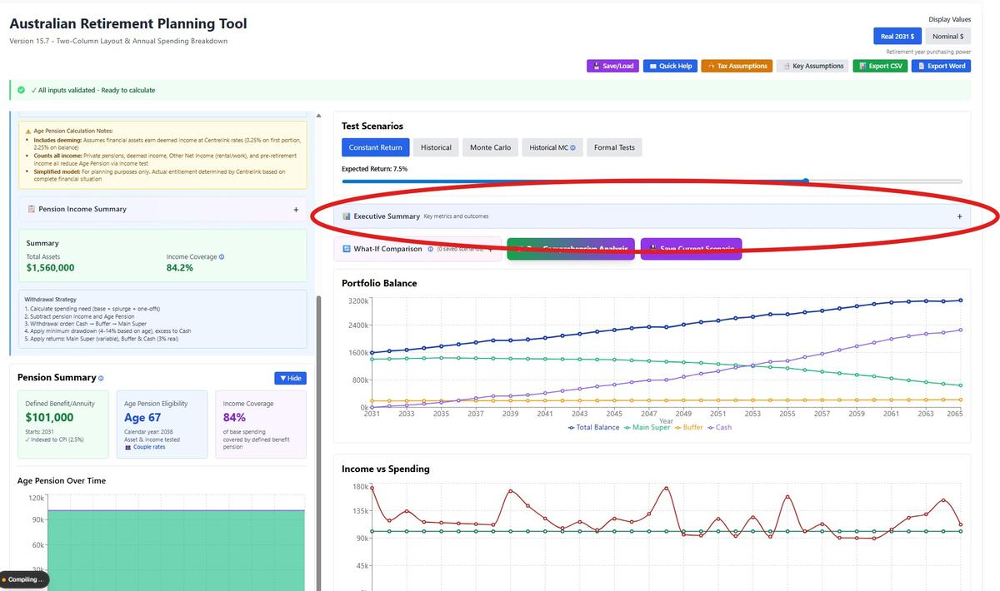 Australian Retirement Planning Tool
Version 15.7 - Two-Column Layout & Annual Spending Breakdown
Display Values
Real 2031 $
Nominal $
Retirement year purchasing power
Save/Load
Quick Help
Tax Assumptions
Key Assumptions
Export CSV
Export Word
✓ All inputs validated - Ready to calculate
Age Pension Calculation Notes:
• Includes deeming: Assumes financial assets earn deemed income at Centrelink rates (0.25% on first portion,
2.25% on balance)
• Counts all income: Private pensions, deemed income, Other Net Income (rental/work), and pre-retirement
income all reduce Age Pension via income test
• Simplified model: For planning purposes only. Actual entitlement determined by Centrelink based on
complete financial situation
Pension Income Summary
+
Summary
Total Assets
$1,560,000
Income Coverage
84.2%
Withdrawal Strategy
1. Calculate spending need (base + splurge + one-offs)
2. Subtract pension income and Age Pension
3. Withdrawal order: Cash → Buffer → Main Super
4. Apply minimum drawdown (4-14% based on age), excess to Cash
5. Apply returns: Main Super (variable), Buffer & Cash (3% real)
Pension Summary
▼ Hide
Defined Benefit/Annuity
$101,000
Starts: 2031
✓ Indexed to CPI (2.5%)
Age Pension Eligibility
Age 67
Calendar year: 2038
Asset & income tested
Couple rates
Income Coverage
84%
of base spending
covered by defined benefit
pension
Age Pension Over Time
120k
90k
60k
30k
Compiling ...
Test Scenarios
Constant Return
Historical
Monte Carlo
Historical MC
Formal Tests
Expected Return: 7.5%
Executive Summary Key metrics and outcomes
+
What-If Comparison (0 saved scenarios)
Comprehensive Analysis
Save Current Scenario
Portfolio Balance
3200k
2400k
1600k
800k
0k
2031 2033 2035 2037 2039 2041 2043 2045 2047 2049 2051 2053 2055 2057 2059 2061 2063 2065
Year
Total Balance Main Super Buffer Cash
Income vs Spending
180k
135k
90k
45k